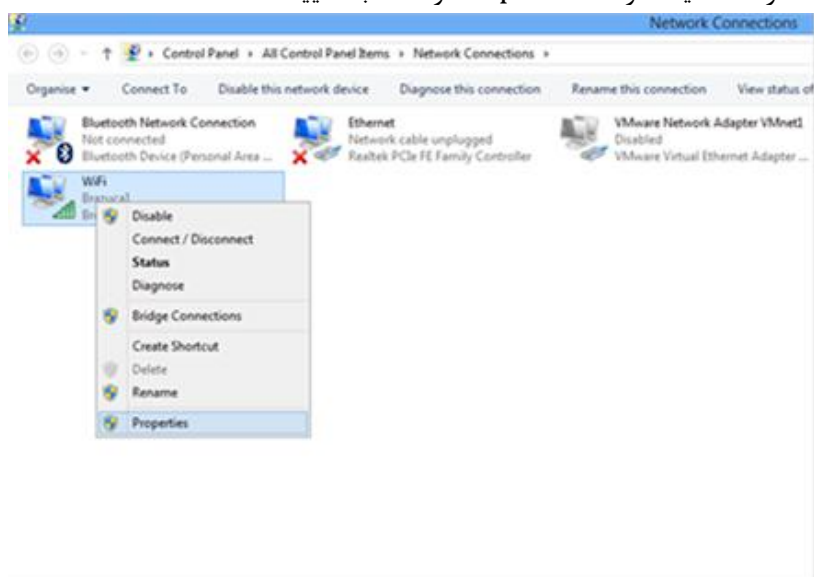 Network Connections
Control Panel › All Control Panel Items › Network Connections ›
Organise Connect To Disable this network device Diagnose this connection Rename this connection View status of
Bluetooth Network Connection
Not connected
Bluetooth Device (Personal Area ...
Ethernet
Network cable unplugged
Realtek PCIe FE Family Controller
VMware Network Adapter VMnet1
Disabled
VMware Virtual Ethernet Adapter ...
WiFi
Disable
Connect / Disconnect
Status
Diagnose
Bridge Connections
Create Shortcut
Delete
Rename
Properties